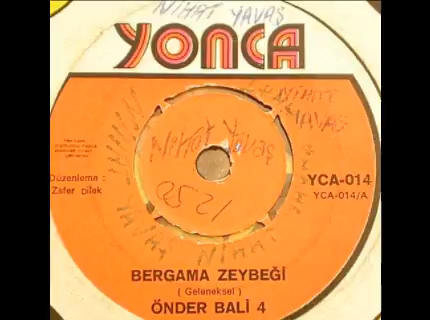 NİHAT YAVAŞ
YONCA
NİHAT
YAVAŞ
Nihat Yavaş
Düzenleme :
Zafer Dilek
YCA-014
YCA-014/A
1250
BERGAMA ZEYBEĞİ
( Geleneksel )
ÖNDER BALİ 4